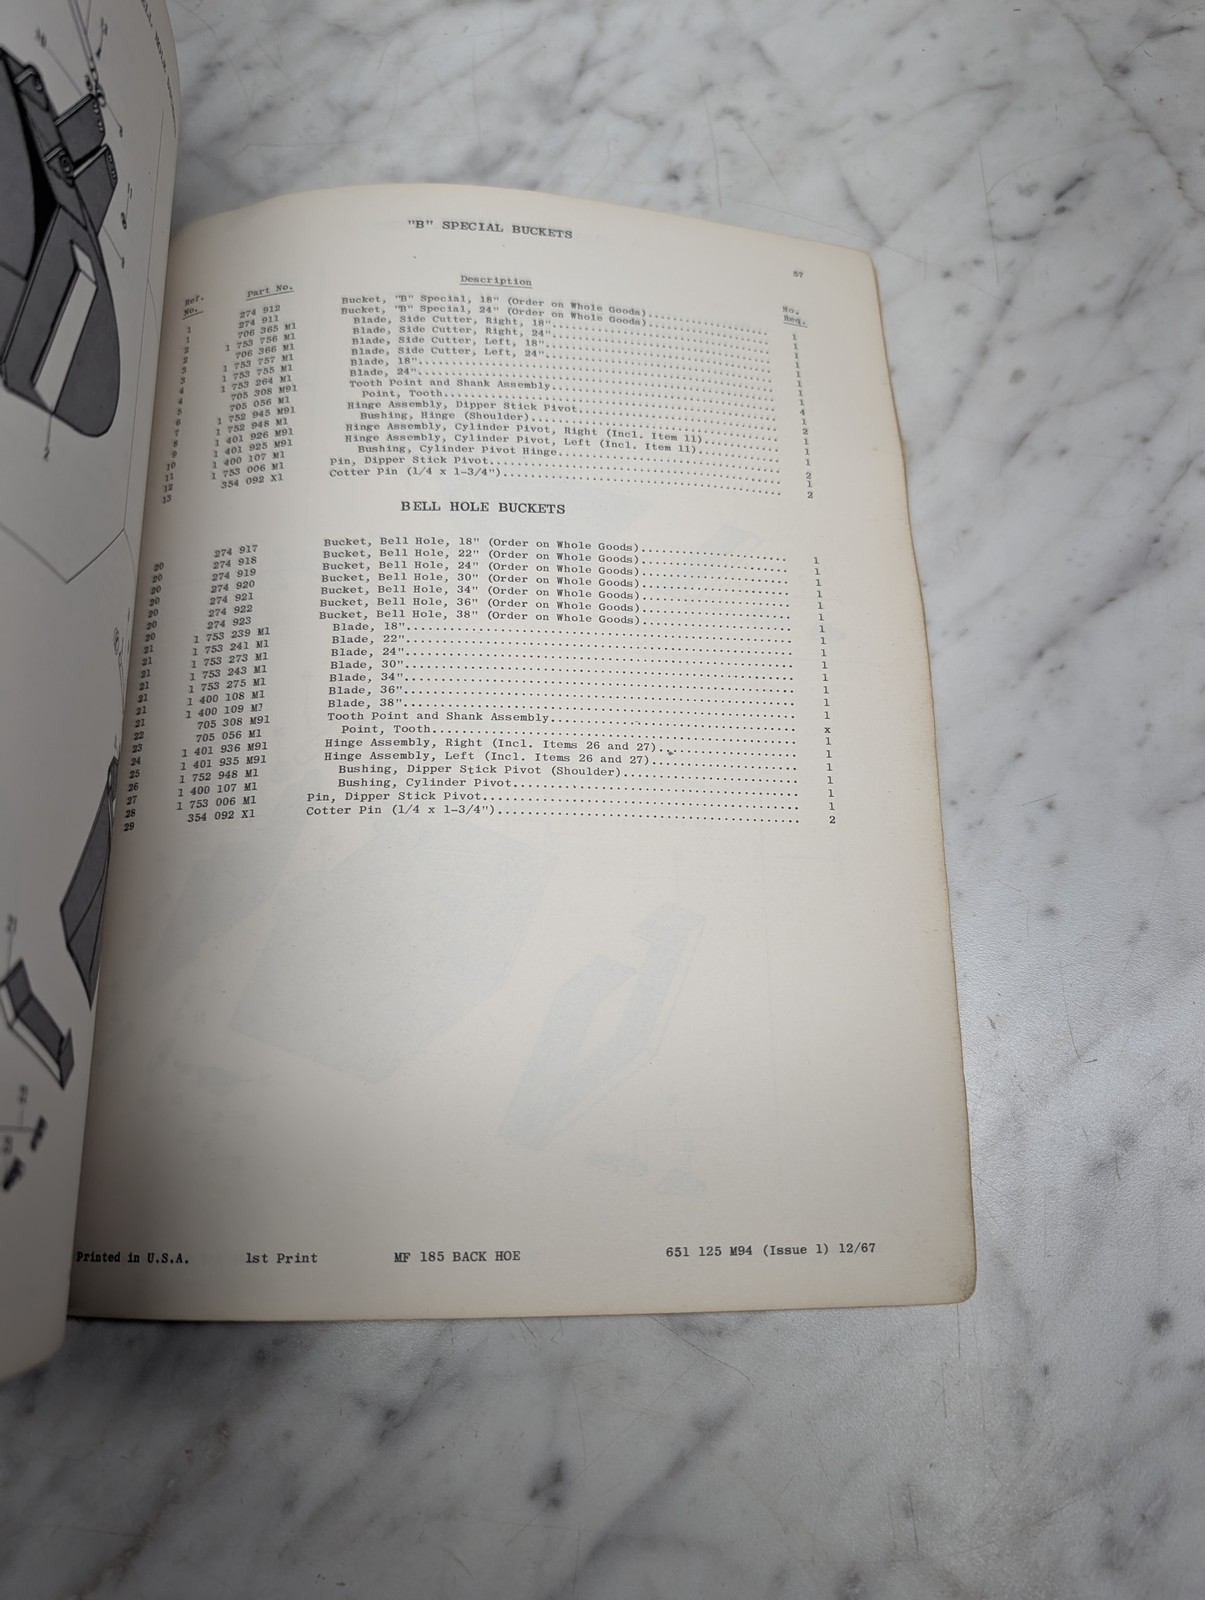 "B" SPECIAL BUCKETS
57
Ref. No. Part No. Description No. Req.
1 274 912 Bucket, "B" Special, 18" (Order on Whole Goods) 1
1 274 911 Bucket, "B" Special, 24" (Order on Whole Goods) 1
2 706 365 M1 Blade, Side Cutter, Right, 18" 1
2 1 753 756 M1 Blade, Side Cutter, Right, 24" 1
3 706 366 M1 Blade, Side Cutter, Left, 18" 1
3 1 753 757 M1 Blade, Side Cutter, Left, 24" 1
4 1 753 755 M1 Blade, 18" 1
4 1 753 264 M1 Blade, 24" 1
5 705 308 M91 Tooth Point and Shank Assembly 4
6 705 056 M1 Point, Tooth 1
7 1 752 945 M91 Hinge Assembly, Dipper Stick Pivot 2
8 1 752 948 M1 Bushing, Hinge (Shoulder) 1
9 1 401 926 M91 Hinge Assembly, Cylinder Pivot, Right (Incl. Item 11) 1
10 1 401 925 M91 Hinge Assembly, Cylinder Pivot, Left (Incl. Item 11) 1
11 1 400 107 M1 Bushing, Cylinder Pivot Hinge 2
12 1 753 006 M1 Pin, Dipper Stick Pivot 1
13 354 092 X1 Cotter Pin (1/4 x 1-3/4") 2
BELL HOLE BUCKETS
20 274 917 Bucket, Bell Hole, 18" (Order on Whole Goods) 1
20 274 918 Bucket, Bell Hole, 22" (Order on Whole Goods) 1
20 274 919 Bucket, Bell Hole, 24" (Order on Whole Goods) 1
20 274 920 Bucket, Bell Hole, 30" (Order on Whole Goods) 1
20 274 921 Bucket, Bell Hole, 34" (Order on Whole Goods) 1
20 274 922 Bucket, Bell Hole, 36" (Order on Whole Goods) 1
20 274 923 Bucket, Bell Hole, 38" (Order on Whole Goods) 1
21 1 753 239 M1 Blade, 18" 1
21 1 753 241 M1 Blade, 22" 1
21 1 753 273 M1 Blade, 24" 1
21 1 753 243 M1 Blade, 30" 1
21 1 753 275 M1 Blade, 34" 1
21 1 400 108 M1 Blade, 36" 1
21 1 400 109 M1 Blade, 38" 1
22 705 308 M91 Tooth Point and Shank Assembly x
23 705 056 M1 Point, Tooth 1
24 1 401 936 M91 Hinge Assembly, Right (Incl. Items 26 and 27) 1
25 1 401 935 M91 Hinge Assembly, Left (Incl. Items 26 and 27) 1
26 1 752 948 M1 Bushing, Dipper Stick Pivot (Shoulder) 1
27 1 400 107 M1 Bushing, Cylinder Pivot 1
28 1 753 006 M1 Pin, Dipper Stick Pivot 1
29 354 092 X1 Cotter Pin (1/4 x 1-3/4") 2
Printed in U.S.A. 1st Print MF 185 BACK HOE 651 125 M94 (Issue 1) 12/67